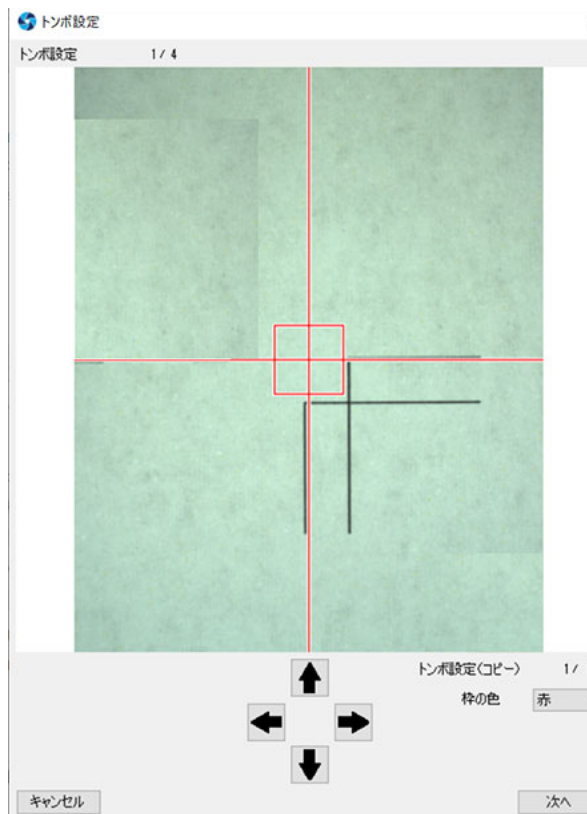 トンボ設定
トンボ設定 1 / 4
トンボ設定(コピー) 1 /
枠の色 赤
キャンセル 次へ